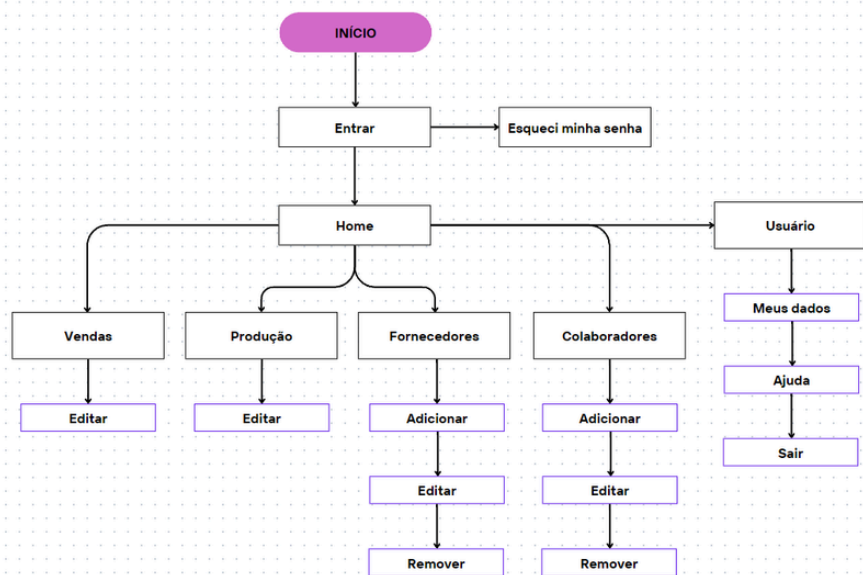 INÍCIO
Entrar
Esqueci minha senha
Home
Usuário
Meus dados
Vendas
Produção
Fornecedores
Colaboradores
Ajuda
Editar
Editar
Adicionar
Adicionar
Sair
Editar
Editar
Remover
Remover